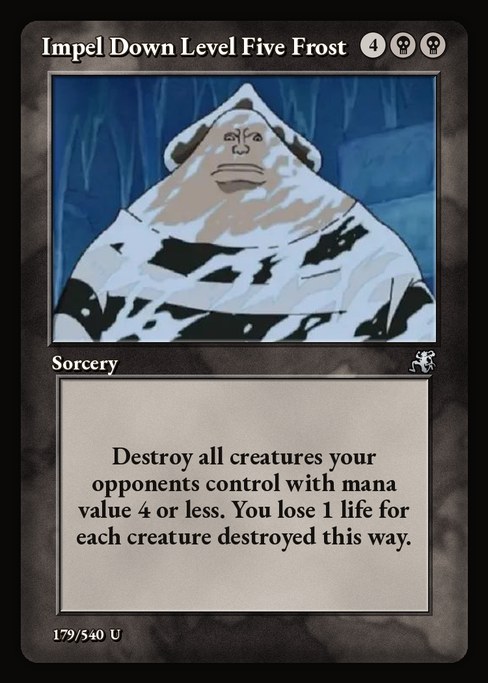 Impel Down Level Five Frost 4
Sorcery
Destroy all creatures your
opponents control with mana
value 4 or less. You lose 1 life for
each creature destroyed this way.
179/540 U